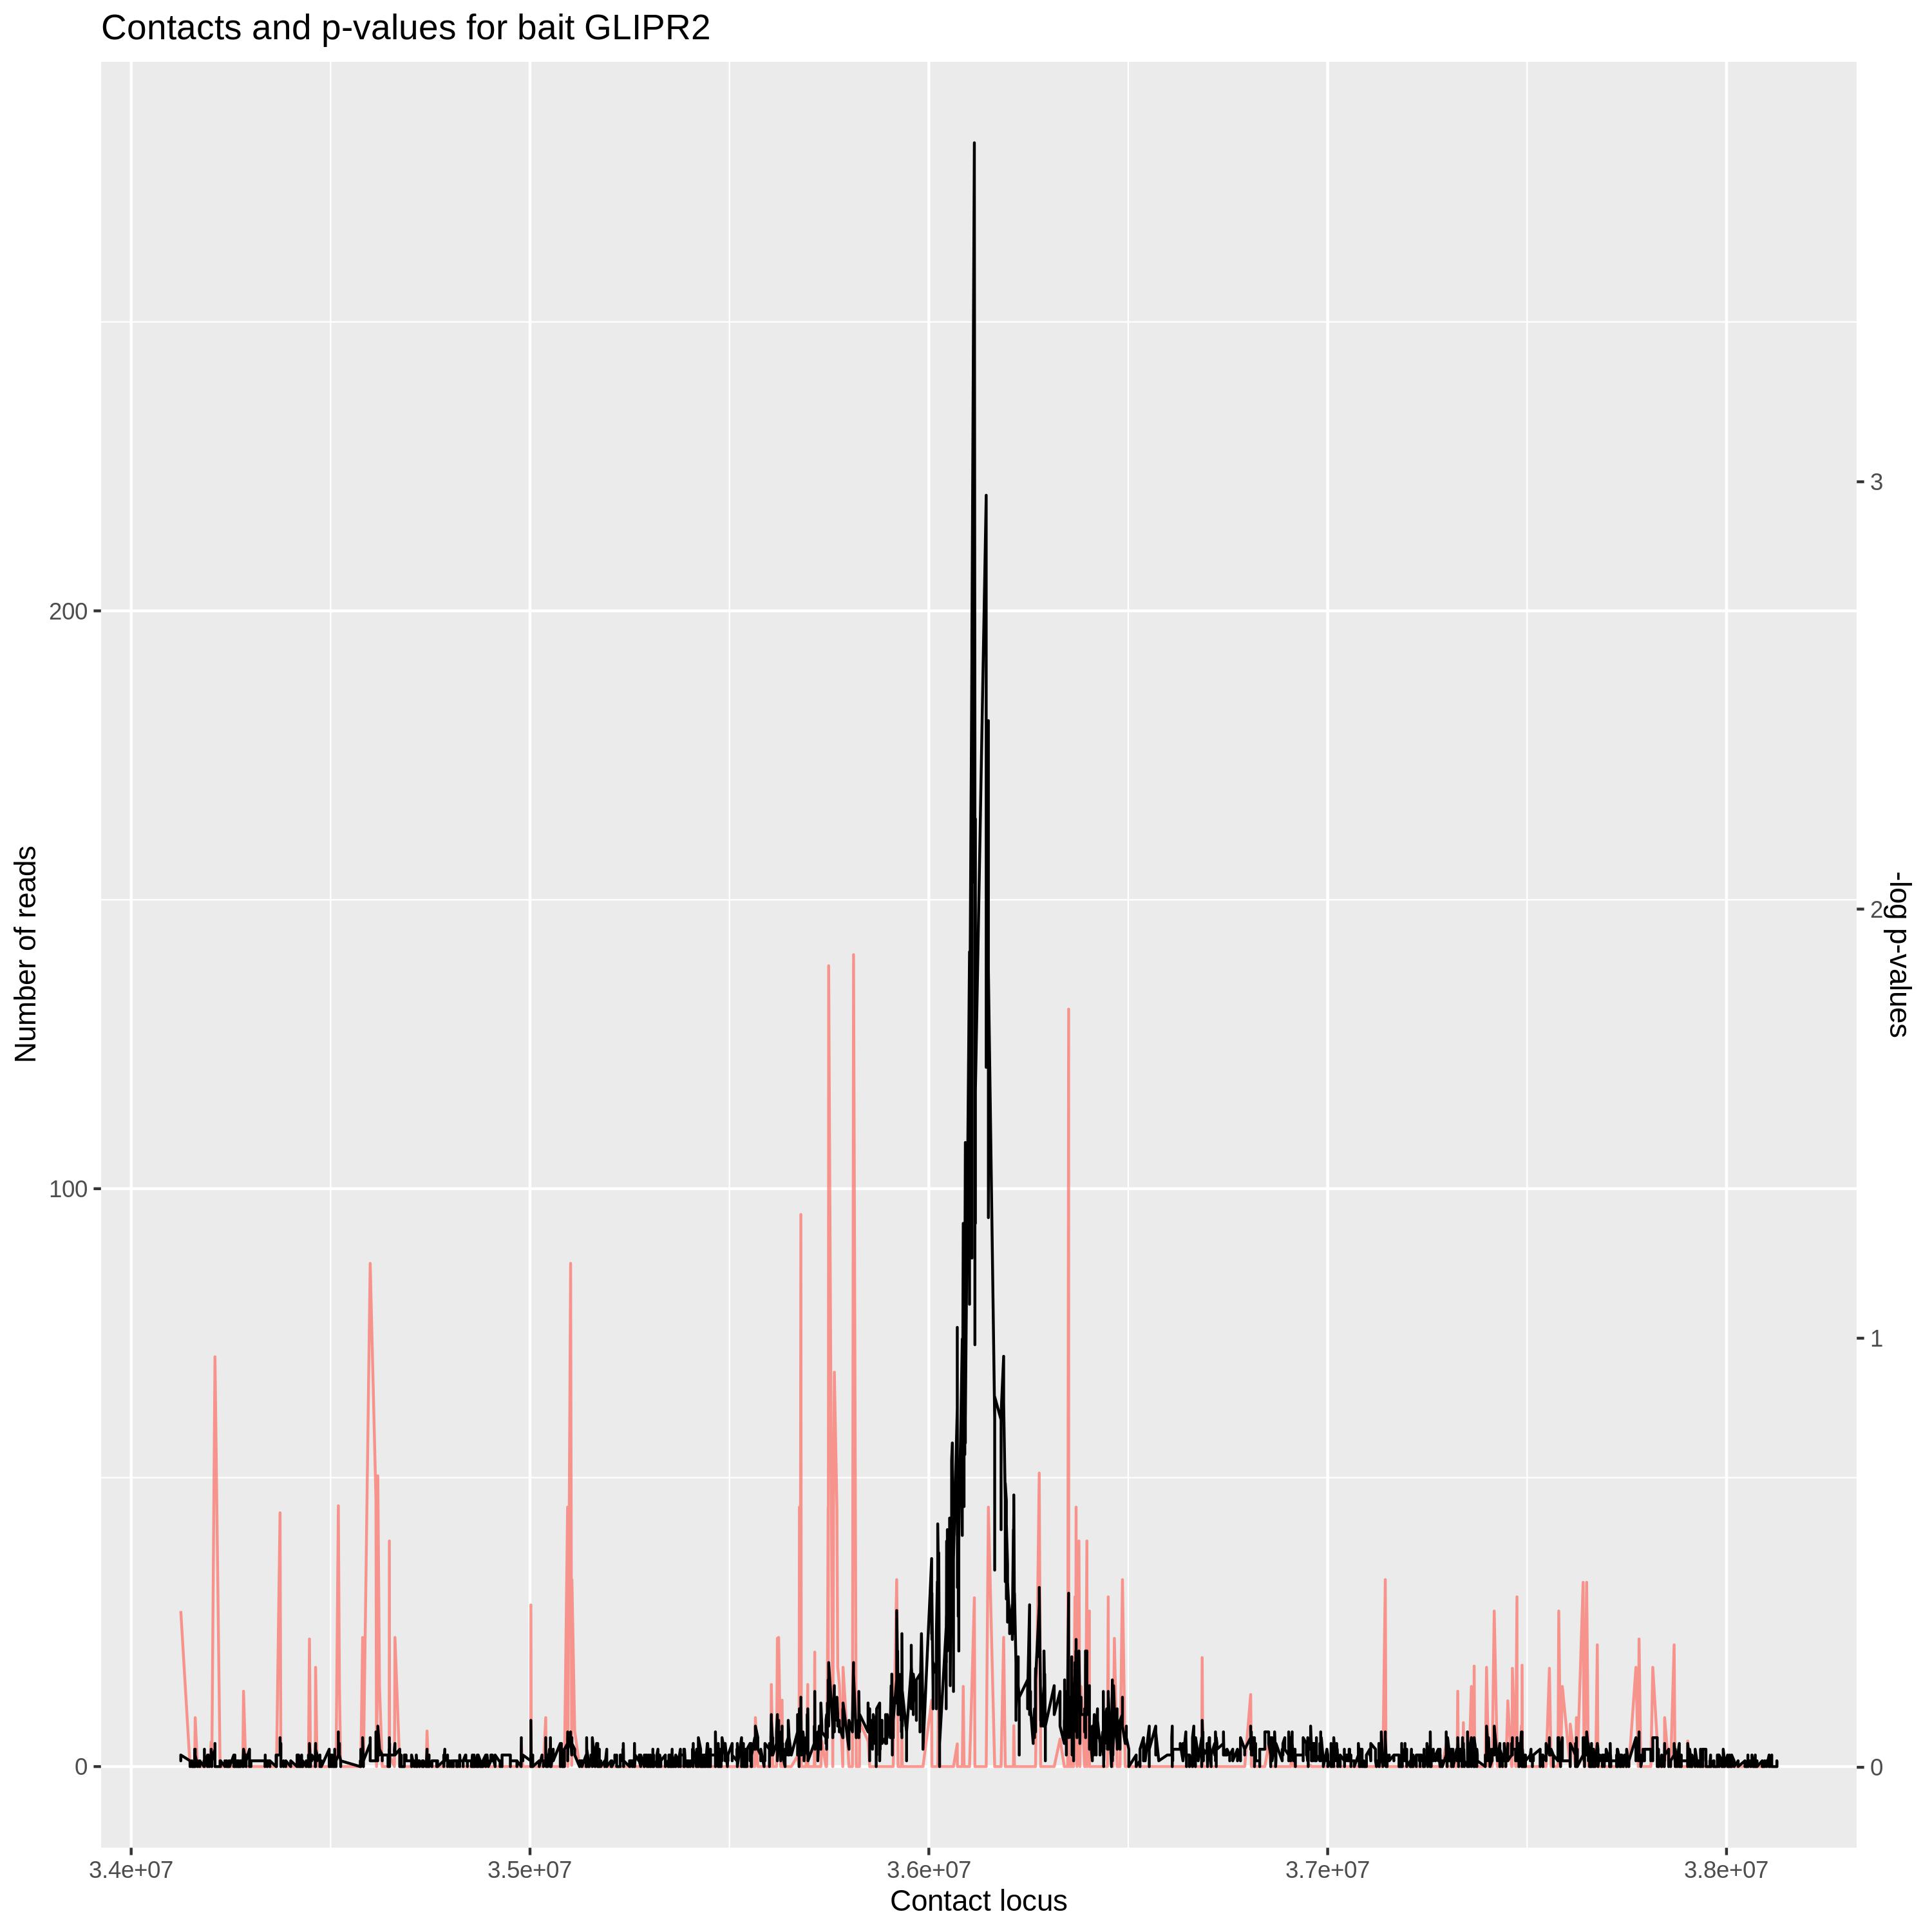 Contacts and p-values for bait GLIPR2
Number of reads
200
100
0
3
2
1
0
-log p-values
3.4e+07 3.5e+07 3.6e+07 3.7e+07 3.8e+07
Contact locus